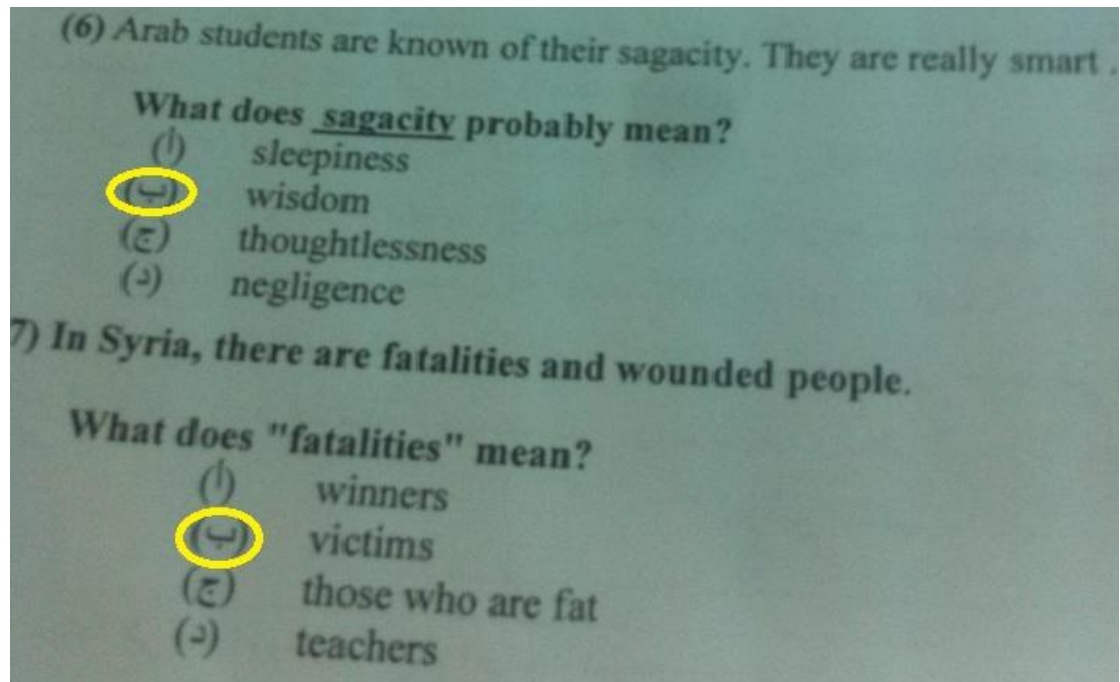 (6) Arab students are known of their sagacity. They are really smart .
What does sagacity probably mean?
(أ) sleepiness
(ب) wisdom
(ج) thoughtlessness
(د) negligence
7) In Syria, there are fatalities and wounded people.
What does "fatalities" mean?
(أ) winners
(ب) victims
(ج) those who are fat
(د) teachers